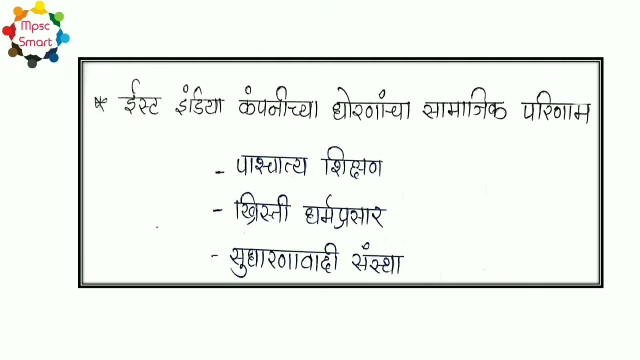 Mpsc
Smart
* ईस्ट इंडिया कंपनीच्या धोरणांचा सामाजिक परिणाम
- पाश्चात्य शिक्षण
- ख्रिस्ती धर्मप्रसार
- सुधारणावादी संस्था